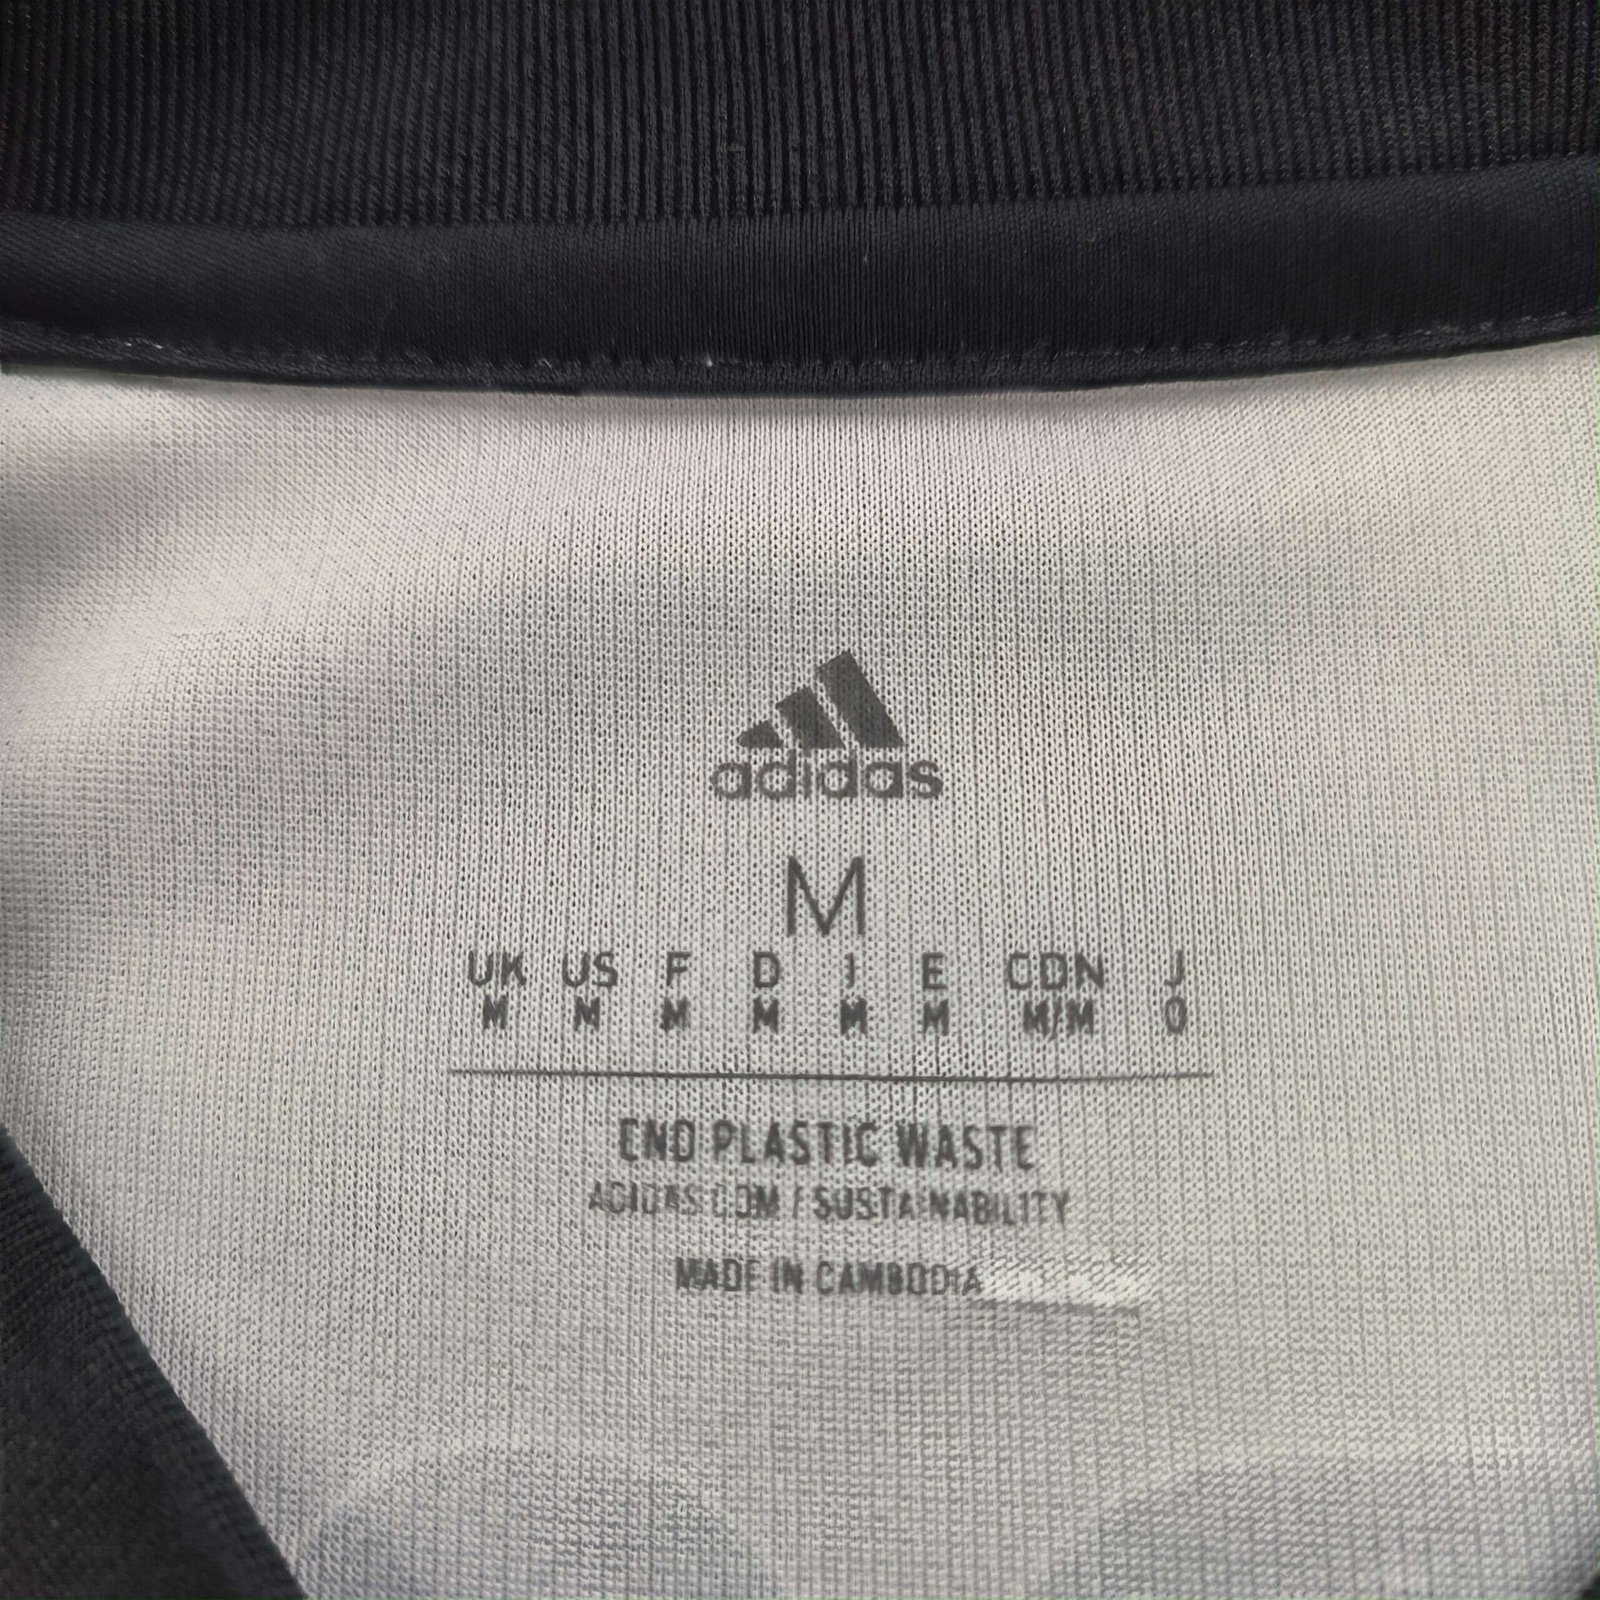 adidas
M
UK US F D I E CDN J
M M M M M M M/M O
END PLASTIC WASTE
ADIDAS.COM / SUSTAINABILITY
MADE IN CAMBODIA